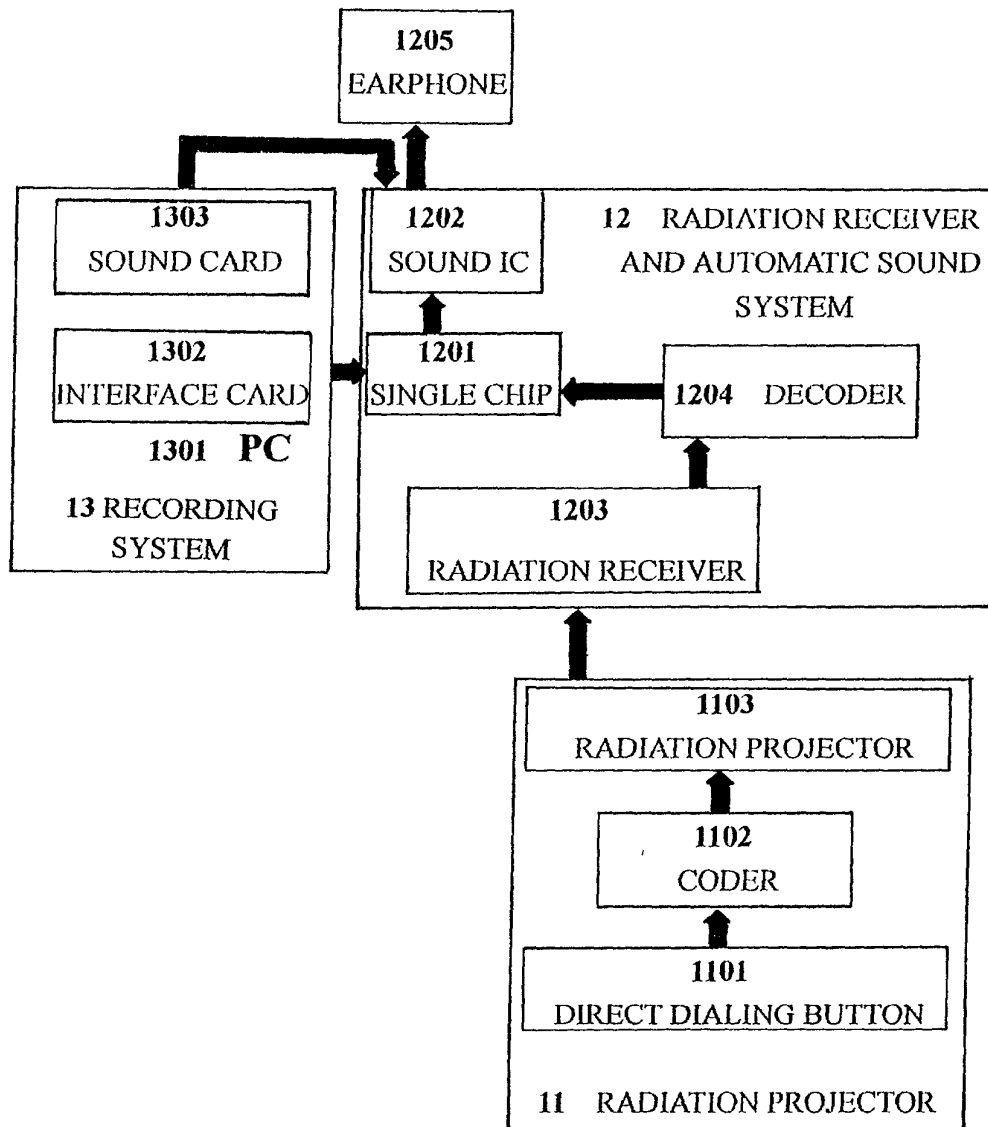 1205
EARPHONE
1303
SOUND CARD
1302
INTERFACE CARD
1301 PC
13 RECORDING
SYSTEM
1202
SOUND IC
12 RADIATION RECEIVER
AND AUTOMATIC SOUND
SYSTEM
1201
SINGLE CHIP
1204 DECODER
1203
RADIATION RECEIVER
1103
RADIATION PROJECTOR
1102
CODER
1101
DIRECT DIALING BUTTON
11 RADIATION PROJECTOR